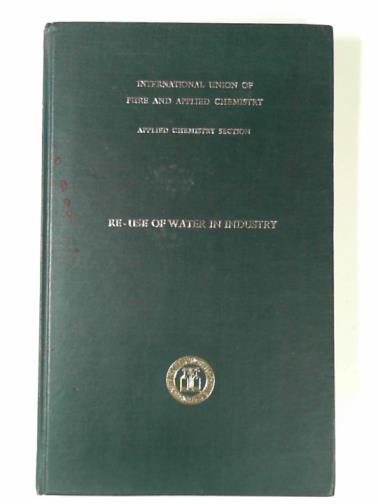 INTERNATIONAL UNION OF
PURE AND APPLIED CHEMISTRY
APPLIED CHEMISTRY SECTION
RE-USE OF WATER IN INDUSTRY